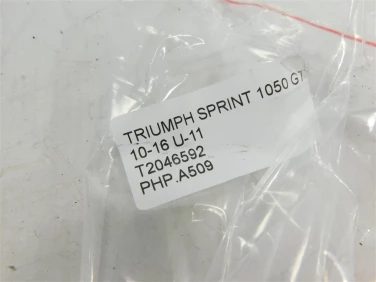 TRIUMPH SPRINT 1050 GT
10-16 U-11
T2046592
PHP.A509